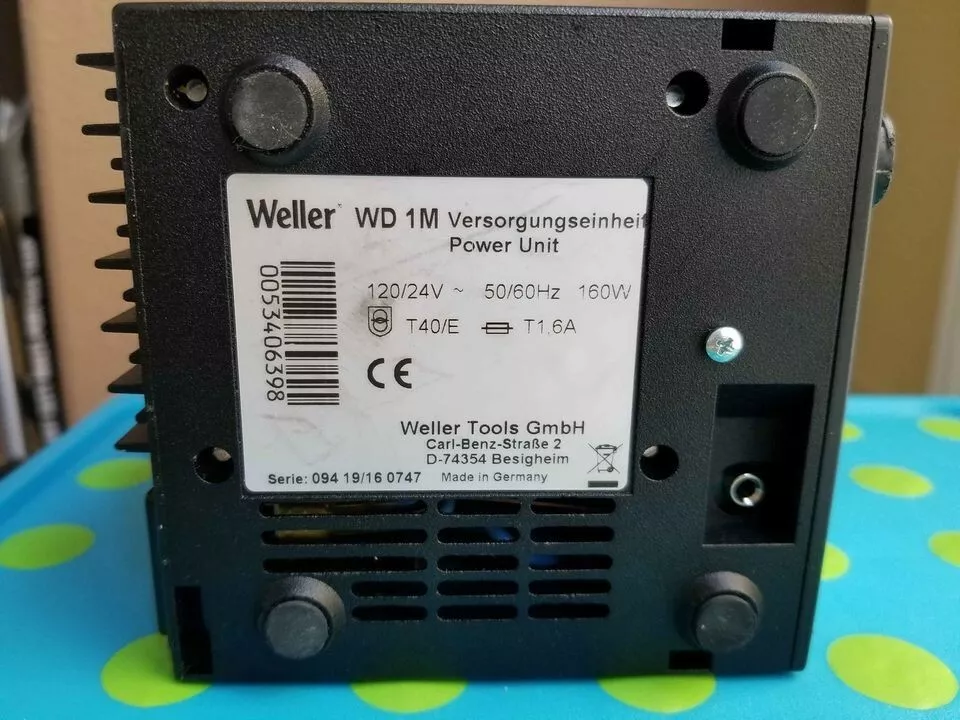 Weller WD 1M Versorgungseinheit
Power Unit
0053406398
120/24V ~ 50/60Hz 160W
T40/E T1,6A
CE
Weller Tools GmbH
Carl-Benz-Straße 2
D-74354 Besigheim
Serie: 094 19/16 0747 Made in Germany